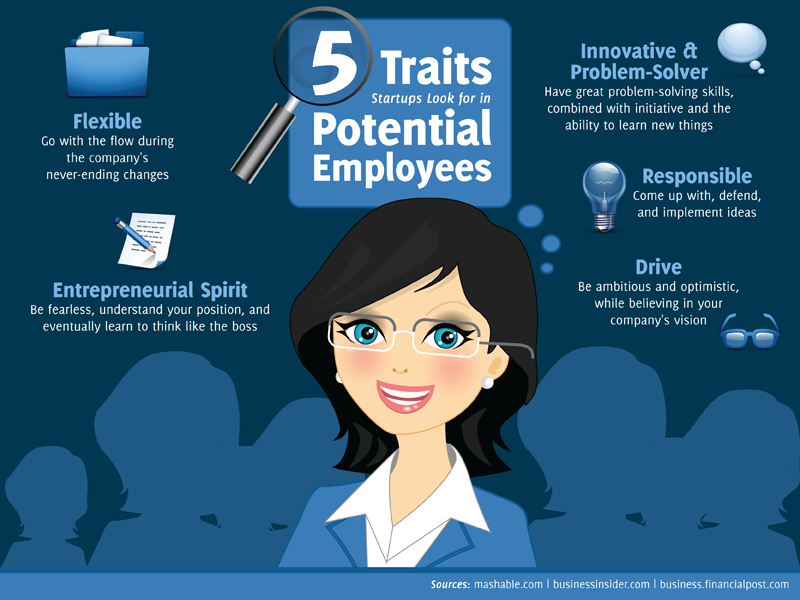 5 Traits
Startups Look for in
Potential
Employees
Flexible
Go with the flow during
the company's
never-ending changes
Entrepreneurial Spirit
Be fearless, understand your position, and
eventually learn to think like the boss
Innovative &
Problem-Solver
Have great problem-solving skills,
combined with initiative and the
ability to learn new things
Responsible
Come up with, defend,
and implement ideas
Drive
Be ambitious and optimistic,
while believing in your
company's vision
Sources: mashable.com | businessinsider.com | business.financialpost.com